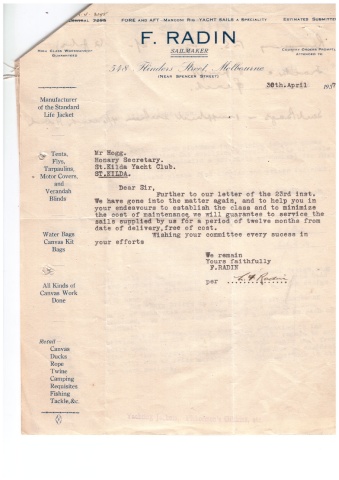 FORE AND AFT - MARCONI RIG - YACHT SAILS A SPECIALITY
F. RADIN
SAILMAKER
548 Flinders Street, Melbourne
(NEAR SPENCER STREET)
HIGH CLASS WORKMANSHIP
GUARANTEED
COUNTRY ORDERS PROMPTLY
ATTENDED TO
30th.April 1937
Manufacturer
of the Standard
Life Jacket
Tents,
Flys,
Tarpaulins,
Motor Covers,
and
Verandah
Blinds
Water Bags
Canvas Kit
Bags
All Kinds of
Canvas Work
Done
Retail—
Canvas
Ducks
Rope
Twine
Camping
Requisites
Fishing
Tackle,&c.
Mr Hogg.
Honary Secretary,
St.Kilda Yacht Club.
ST.KILDA.
Dear Sir,
Further to our letter of the 23rd inst.
We have gone into the matter again, and to help you in
your endeavours to establish the class and to minimize
the cost of maintenance, we will guarantee to service the
sails supplied by us for a period of twelve months from
date of delivery,free of cost.
Wishing your committee every success in
your efforts
We remain
Yours faithfully
F.RADIN
per